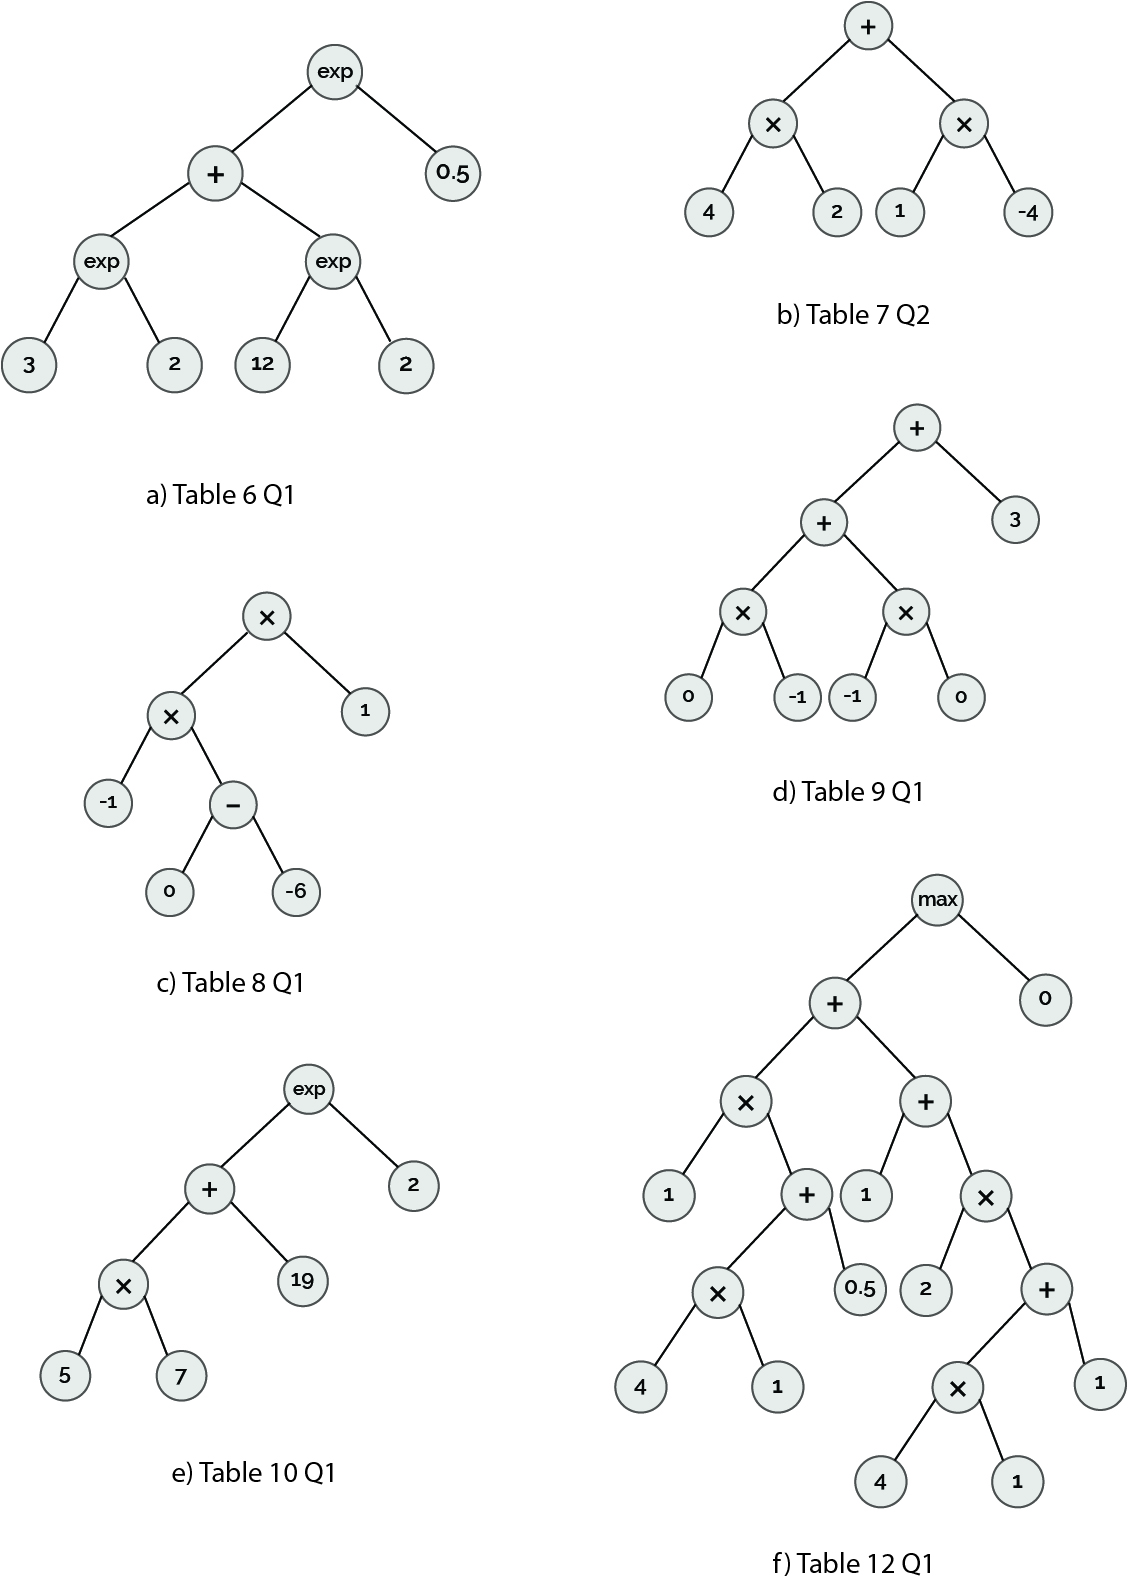 exp
+ 0.5
exp exp
3 2 12 2
a) Table 6 Q1
+
× ×
4 2 1 -4
b) Table 7 Q2
×
× 1
-1 −
0 -6
c) Table 8 Q1
+
+ 3
× ×
0 -1 -1 0
d) Table 9 Q1
exp
+ 2
× 19
5 7
e) Table 10 Q1
max
+ 0
× +
1 + 1 ×
× 0.5 2 +
4 1 × 1
4 1
f) Table 12 Q1